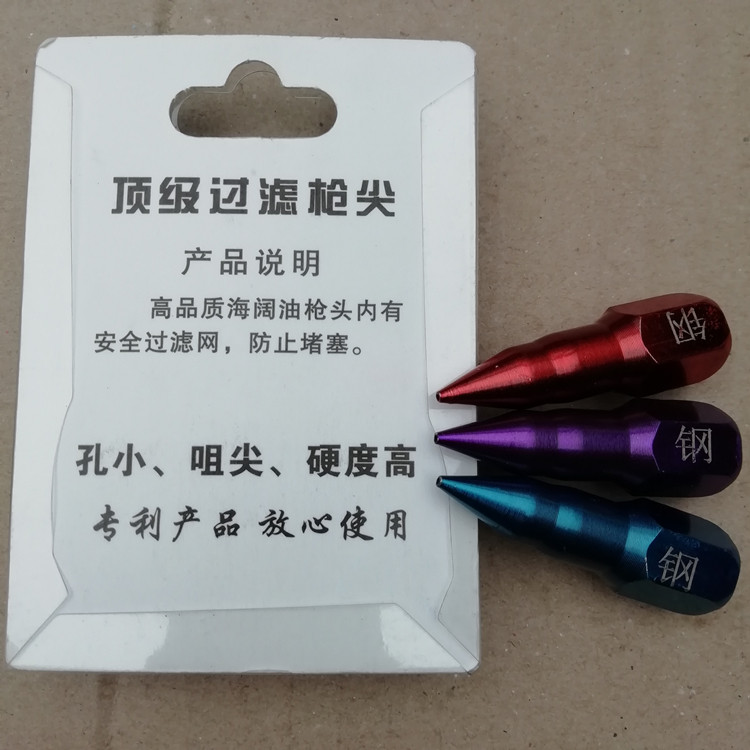 顶级过滤枪尖
产品说明
高品质海阔油枪头内有
安全过滤网，防止堵塞。
孔小、咀尖、硬度高
专利产品 放心使用
钢
钢
钢